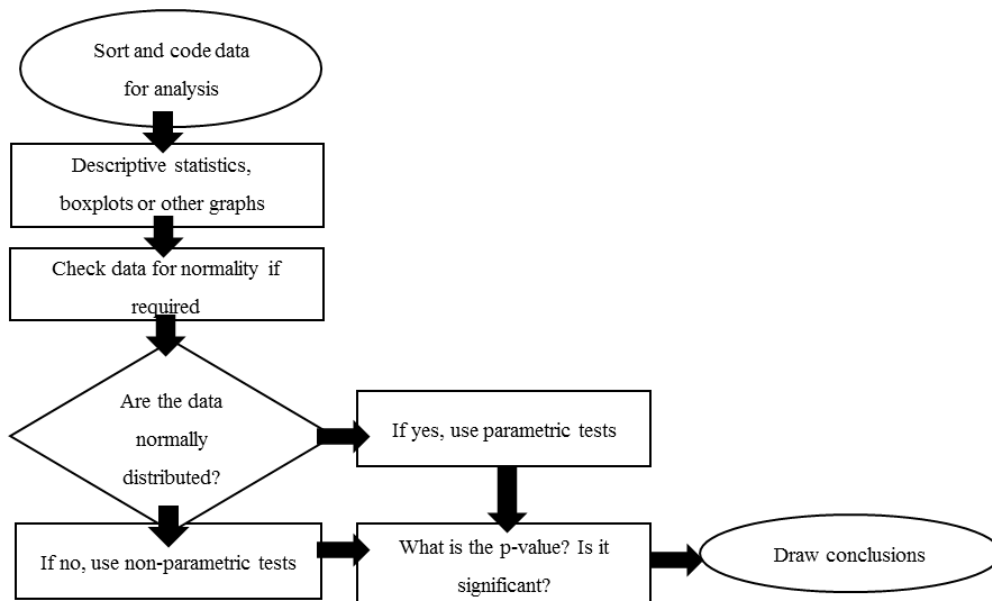 Sort and code data
for analysis
Descriptive statistics,
boxplots or other graphs
Check data for normality if
required
Are the data
normally
distributed?
If yes, use parametric tests
If no, use non-parametric tests
What is the p-value? Is it
significant?
Draw conclusions